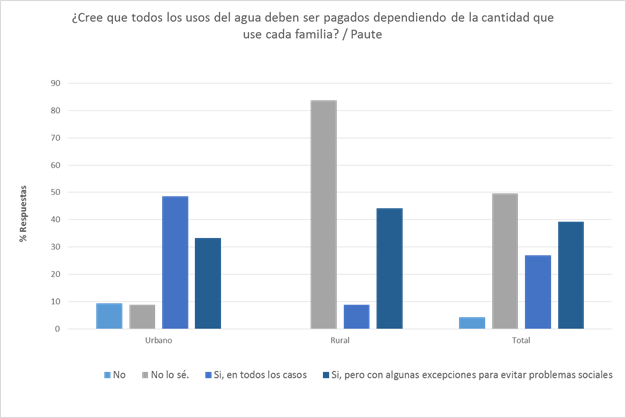 ¿Cree que todos los usos del agua deben ser pagados dependiendo de la cantidad que
use cada familia? / Paute
90
80
70
60
50
40
30
20
10
0
% Respuestas
Urbano
Rural
Total
No
No lo sé.
Si, en todos los casos
Si, pero con algunas excepciones para evitar problemas sociales